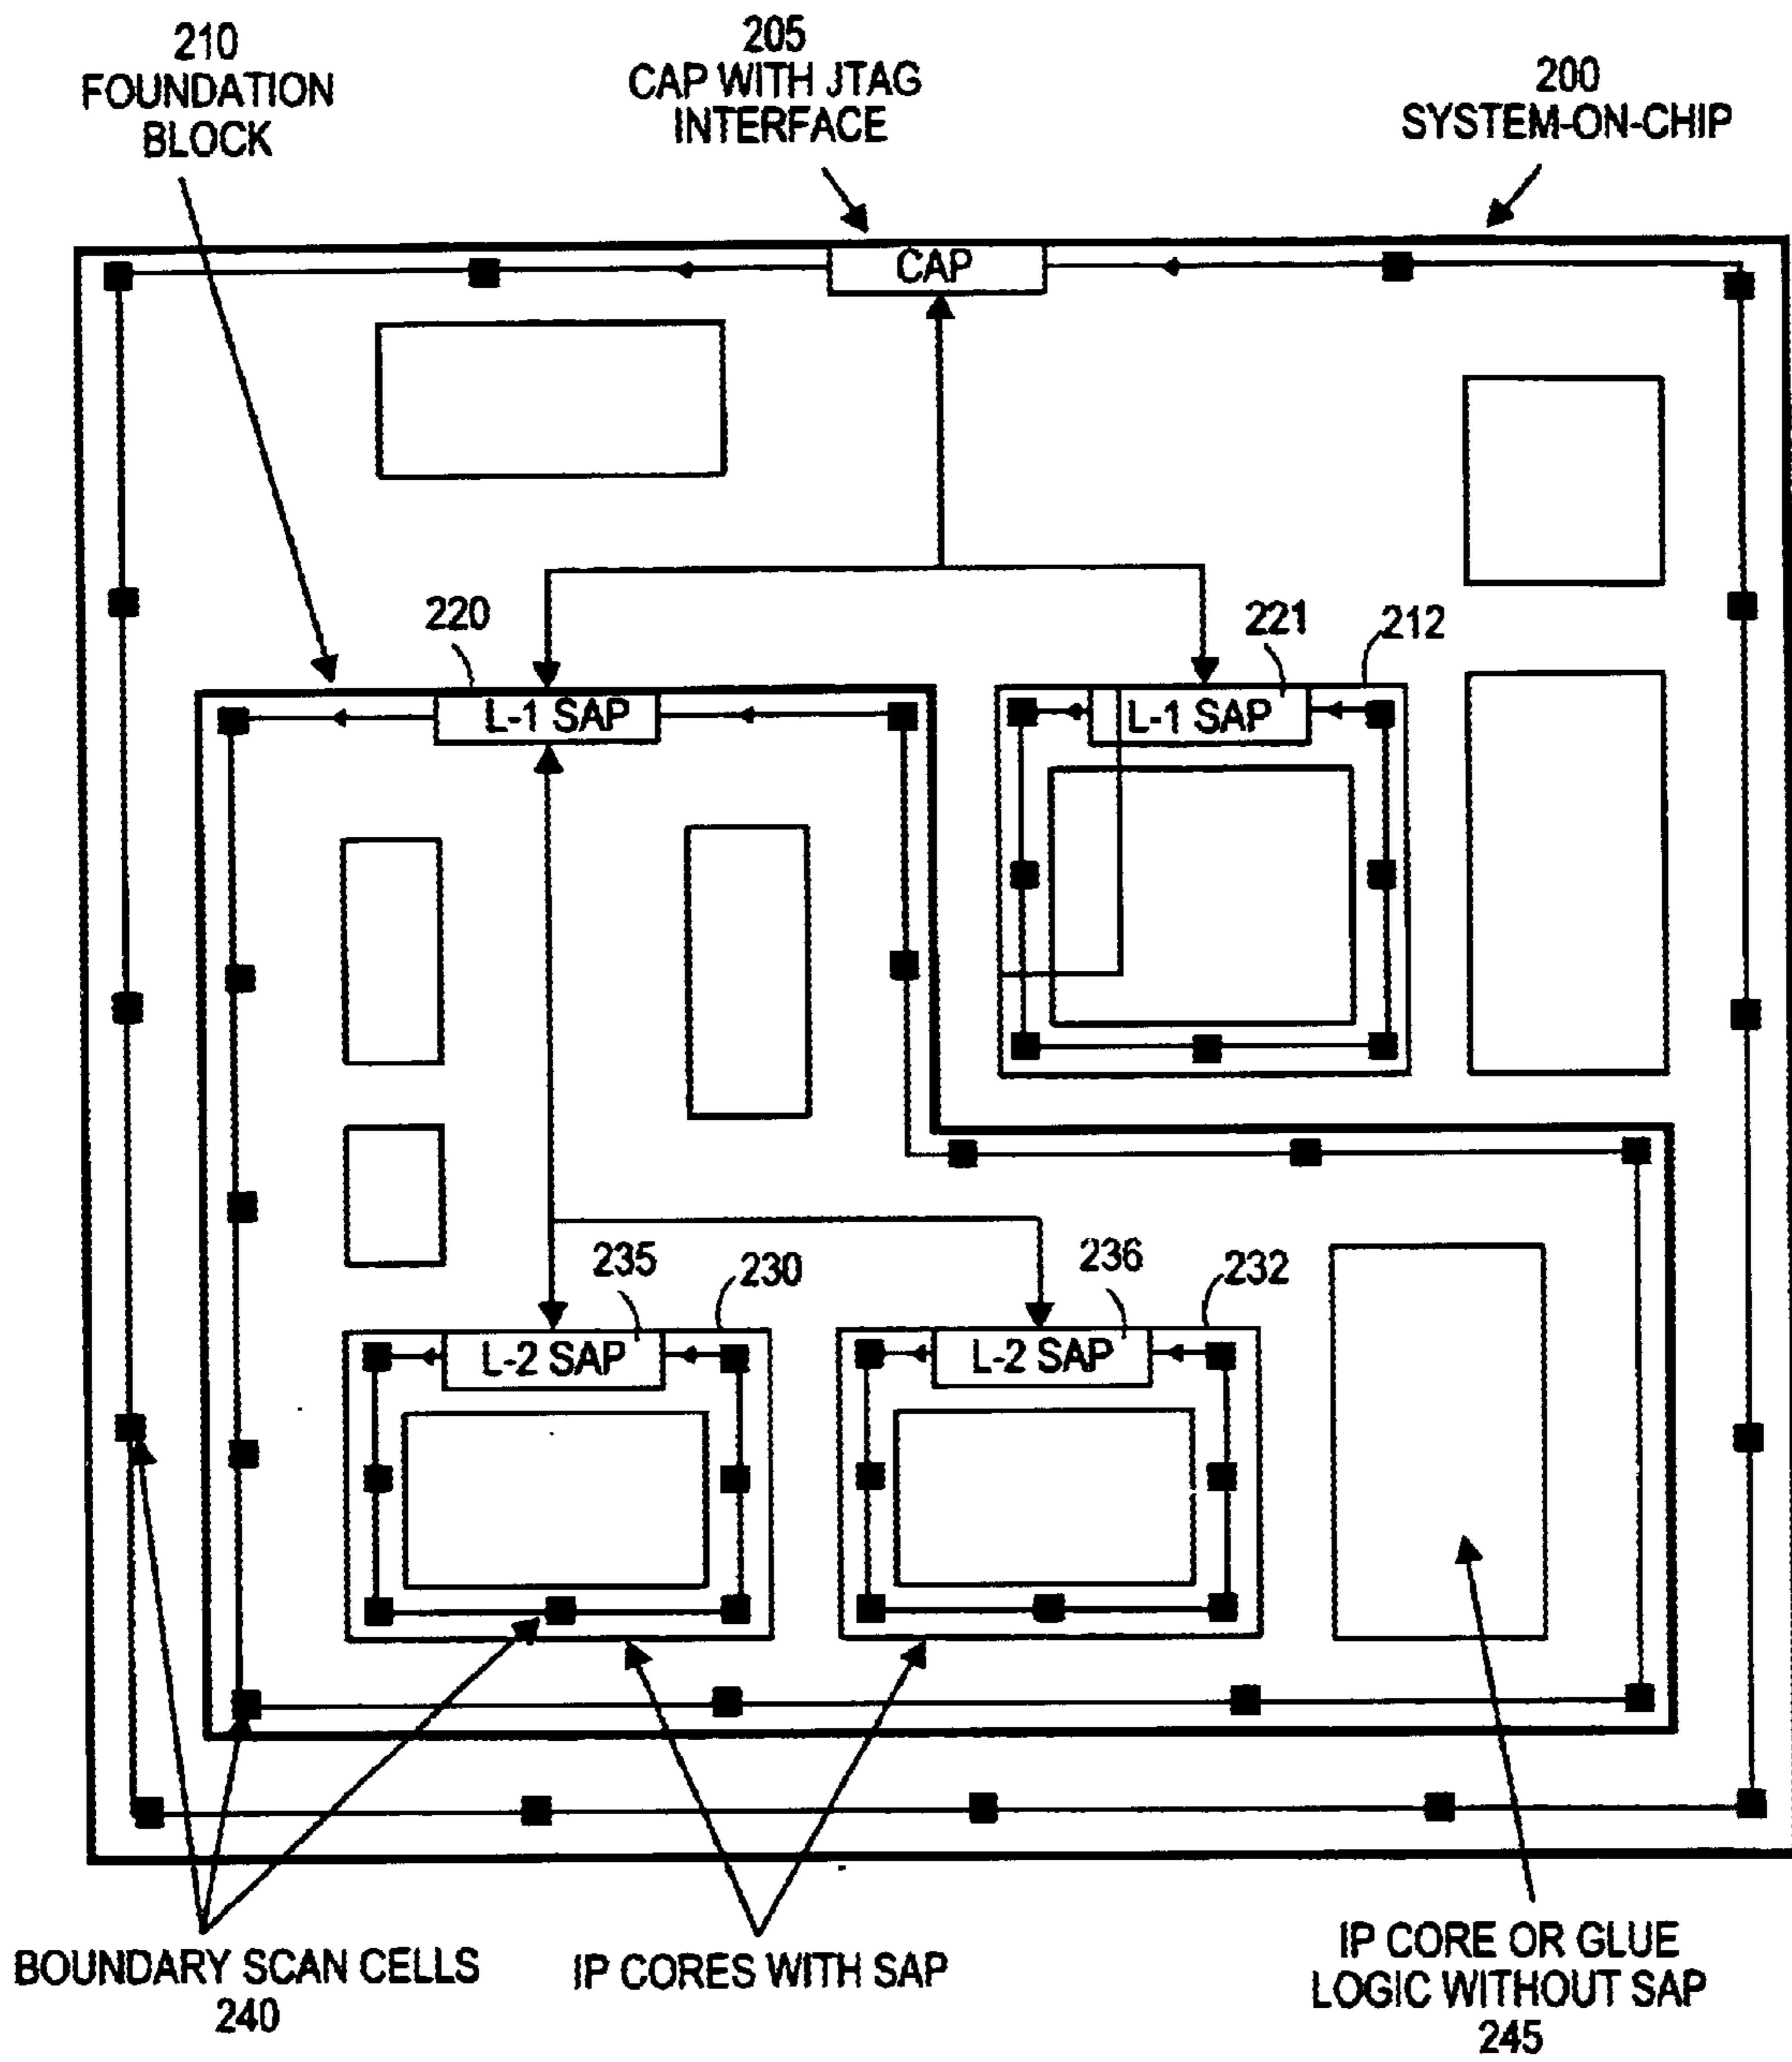 210
FOUNDATION
BLOCK
205
CAP WITH JTAG
INTERFACE
200
SYSTEM-ON-CHIP
CAP
220
221
212
L-1 SAP
L-1 SAP
235
230
236
232
L-2 SAP
L-2 SAP
BOUNDARY SCAN CELLS
240
IP CORES WITH SAP
IP CORE OR GLUE
LOGIC WITHOUT SAP
245